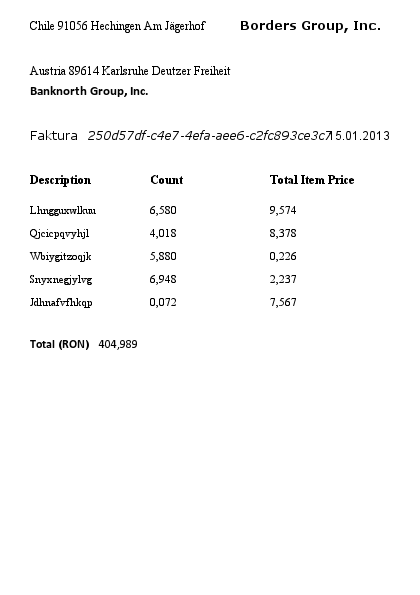 Chile 91056 Hechingen Am Jägerhof Borders Group, Inc.
Austria 89614 Karlsruhe Deutzer Freiheit
Banknorth Group, Inc.
Faktura 250d57df-c4e7-4efa-aee6-c2fc893ce3c7 15.01.2013
Description Count Total Item Price
Lhngguxwlkuu 6,580 9,574
Qjcicpqvyhjl 4,018 8,378
Wbiygitzoqjk 5,880 0,226
Snyxnegjylvg 6,948 2,237
Jdhnafvfhkqp 0,072 7,567
Total (RON) 404,989